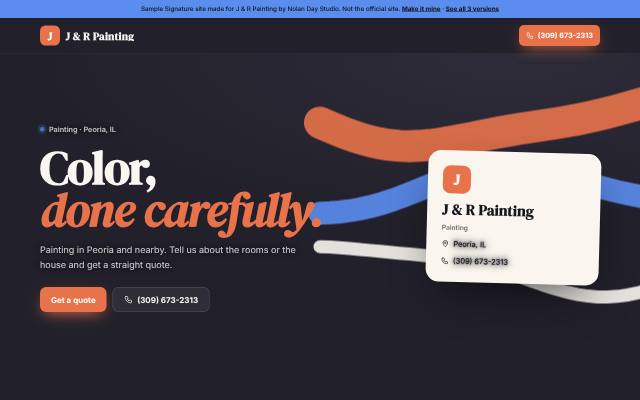 Sample Signature site made for J & R Painting by Nolan Day Studio. Not the official site. Make it mine · See all 3 versions
J J & R Painting
(309) 673-2313
Painting · Peoria, IL
Color,
done carefully.
Painting in Peoria and nearby. Tell us about the rooms or the
house and get a straight quote.
Get a quote
(309) 673-2313
J
J & R Painting
Painting
Peoria, IL
(309) 673-2313